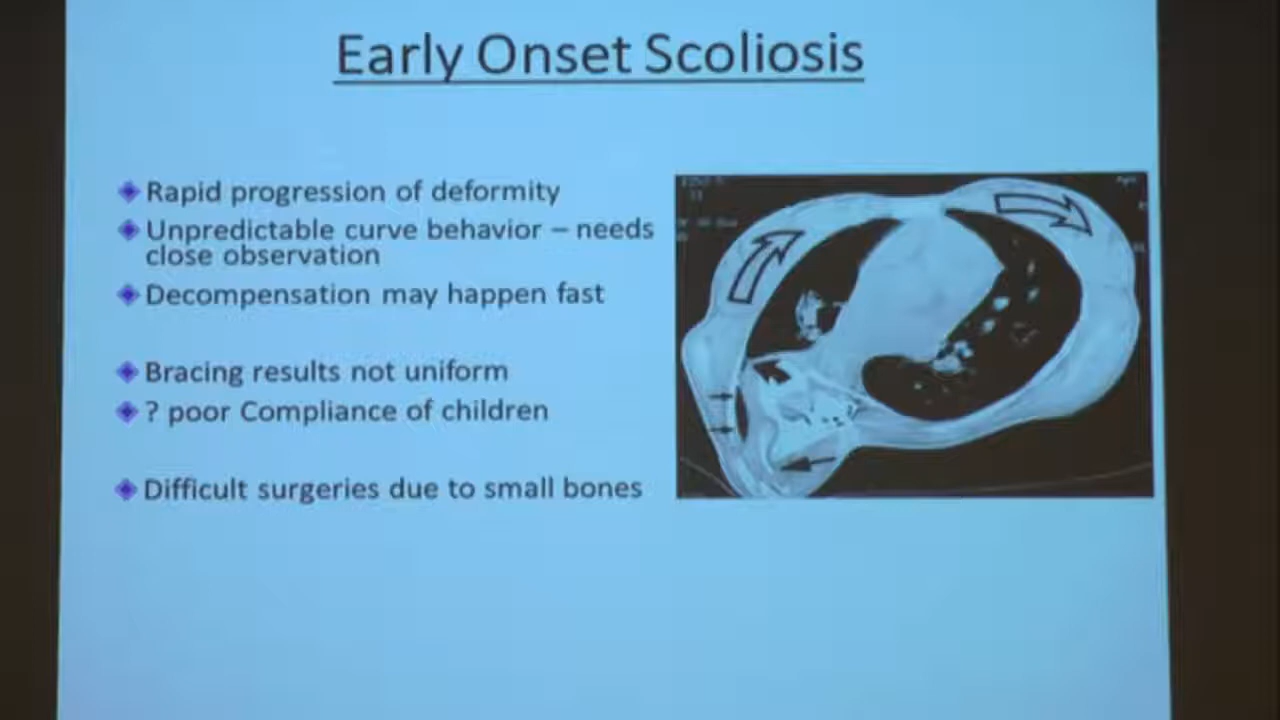 Early Onset Scoliosis
Rapid progression of deformity
Unpredictable curve behavior – needs
close observation
Decompensation may happen fast
Bracing results not uniform
? poor Compliance of children
Difficult surgeries due to small bones